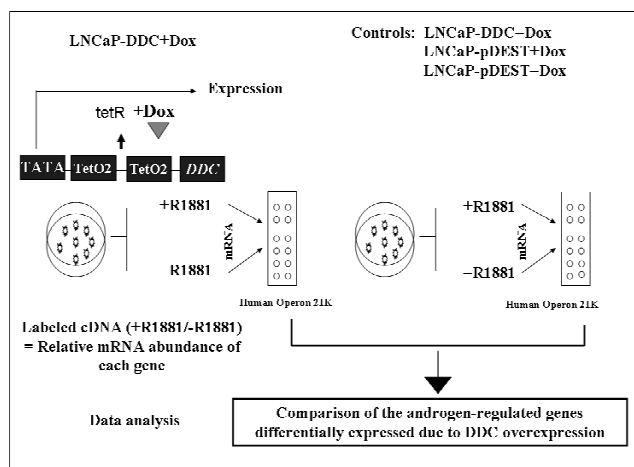 LNCaP-DDC+Dox
Controls: LNCaP-DDC−Dox
LNCaP-pDEST+Dox
LNCaP-pDEST−Dox
Expression
tetR +Dox
TATA TetO2 TetO2 DDC
+R1881
mRNA
R1881
Human Operon 21K
+R1881
mRNA
−R1881
Human Operon 21K
Labeled cDNA (+R1881/-R1881)
= Relative mRNA abundance of
each gene
Data analysis
Comparison of the androgen-regulated genes
differentially expressed due to DDC overexpression